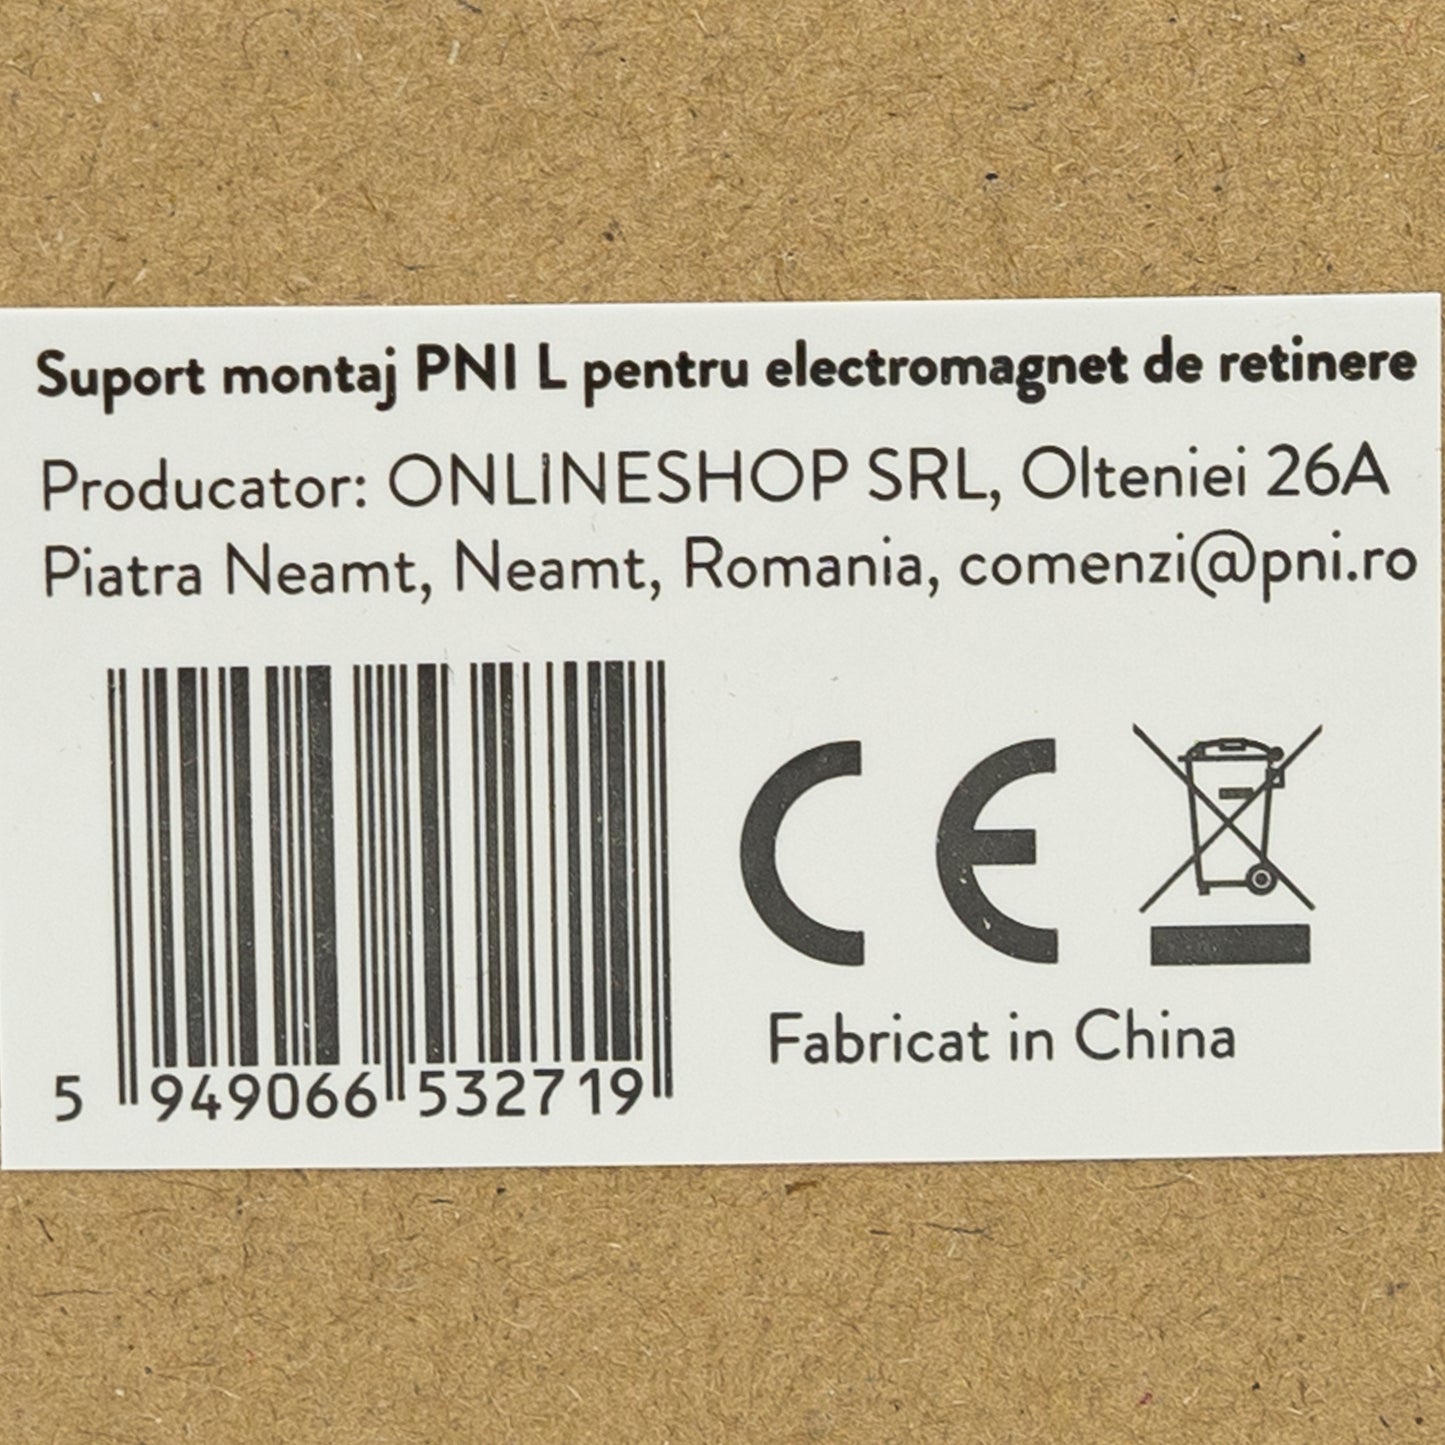 Suport montaj PNI L pentru electromagnet de retinere
Producator: ONLINESHOP SRL, Olteniei 26A
Piatra Neamt, Neamt, Romania, comenzi@pni.ro
CE
Fabricat in China
5 949066 532719